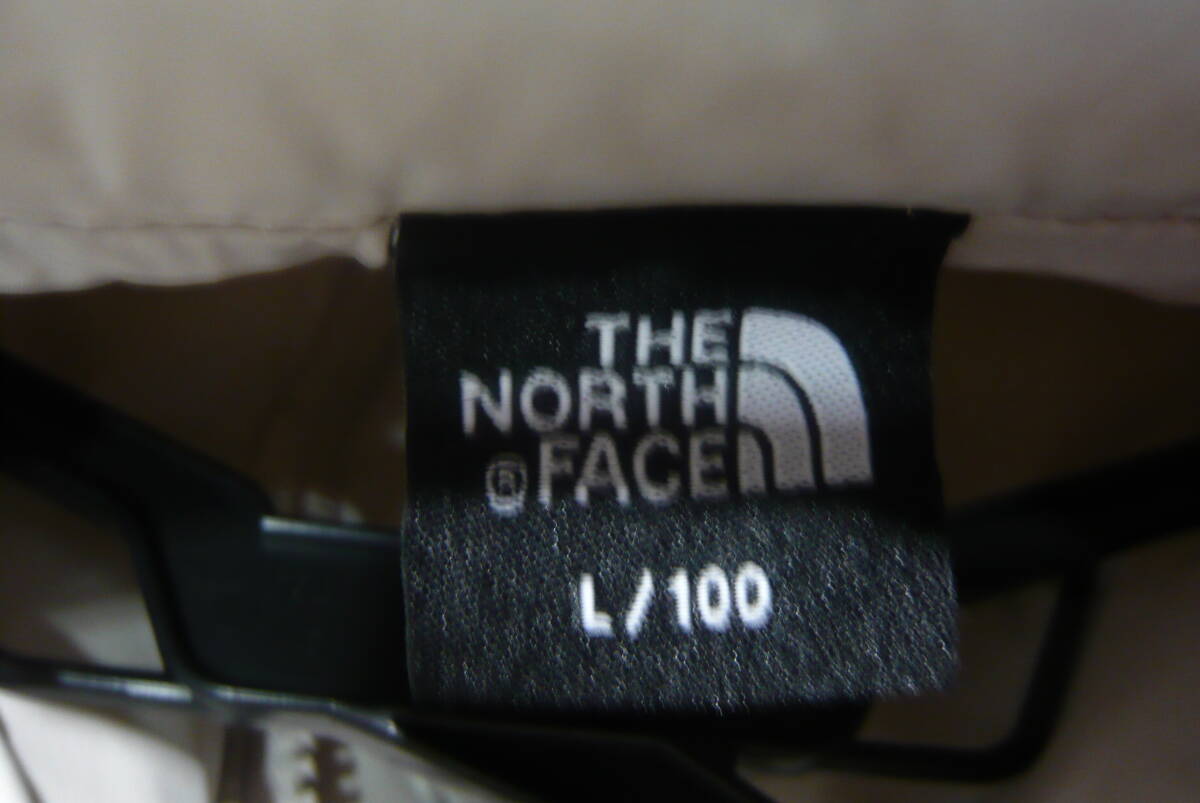 THE
NORTH
® FACE
L/100